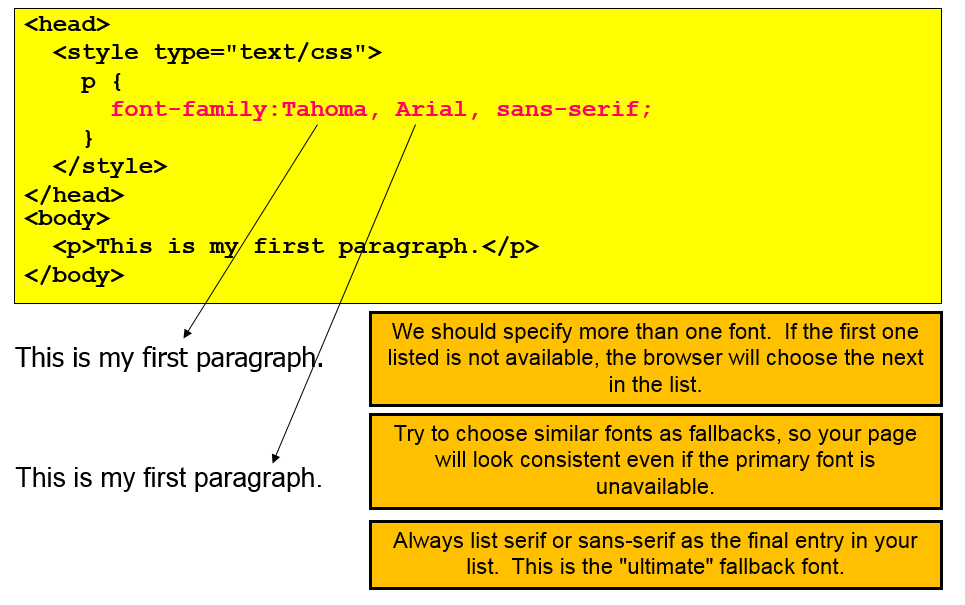 <head>
  <style type="text/css">
    p {
      font-family:Tahoma, Arial, sans-serif;
    }
  </style>
</head>
<body>
  <p>This is my first paragraph.</p>
</body>
This is my first paragraph.
We should specify more than one font.  If the first one
listed is not available, the browser will choose the next
in the list.
Try to choose similar fonts as fallbacks, so your page
will look consistent even if the primary font is
unavailable.
This is my first paragraph.
Always list serif or sans-serif as the final entry in your
list.  This is the "ultimate" fallback font.